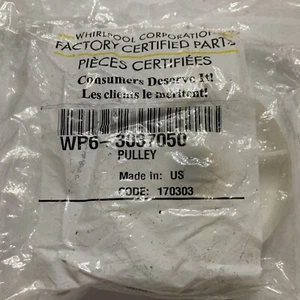 WHIRLPOOL CORPORATION
FACTORY CERTIFIED PARTS
PIÈCES CERTIFIÉES
Consumers Deserve It!
Les clients le méritent!
WP6-3037050
PULLEY
Made in: US
CODE: 170303